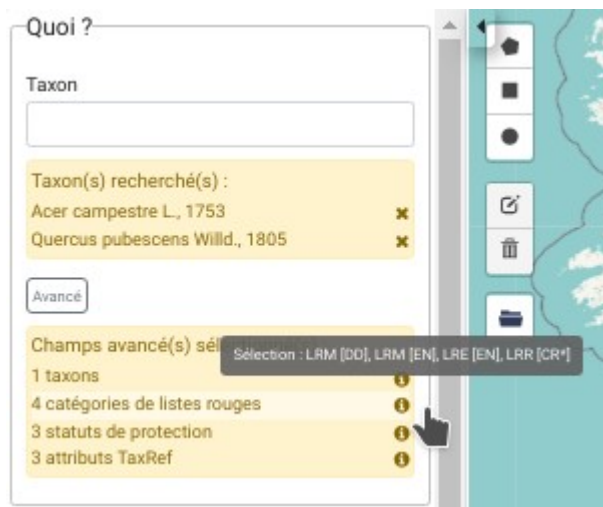 Quoi ?
Taxon
Taxon(s) recherché(s) :
Acer campestre L., 1753
Quercus pubescens Willd., 1805
Avancé
Champs avancé(s)
Sélection : LRM [DD], LRM [EN], LRE [EN], LRR [CR*]
1 taxons
4 catégories de listes rouges
3 statuts de protection
3 attributs TaxRef